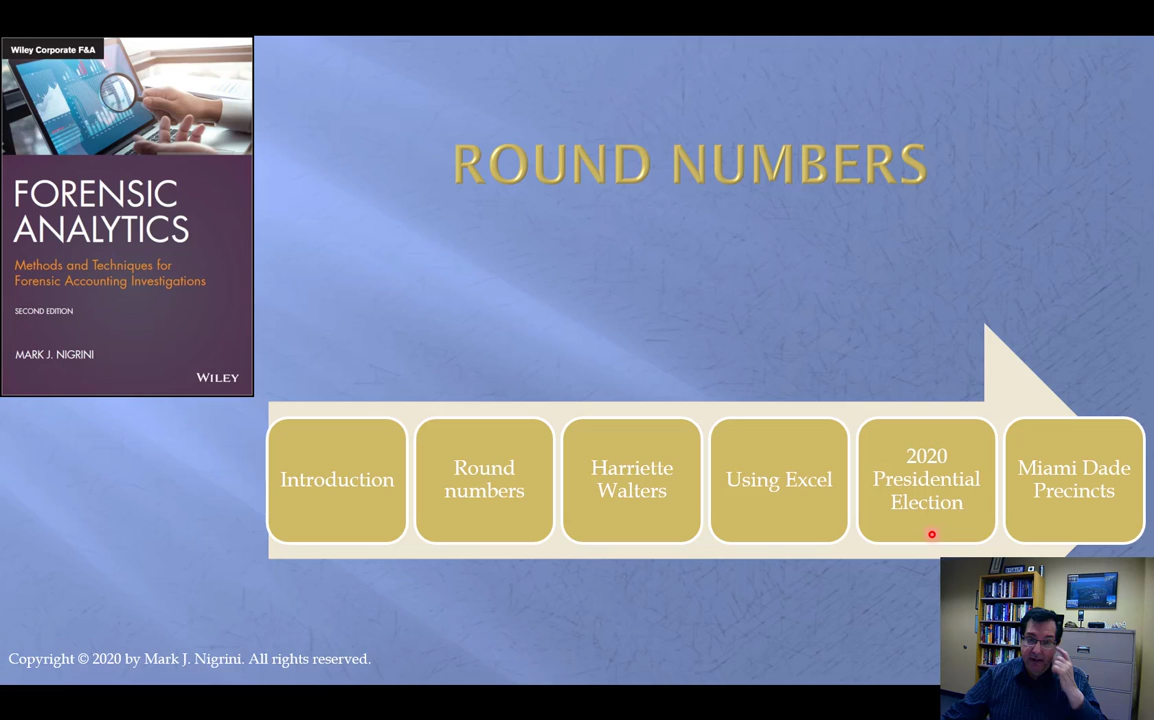 Wiley Corporate F&A
FORENSIC
ANALYTICS
Methods and Techniques for
Forensic Accounting Investigations
SECOND EDITION
MARK J. NIGRINI
WILEY
ROUND NUMBERS
Introduction
Round
numbers
Harriette
Walters
Using Excel
2020
Presidential
Election
Miami Dade
Precincts
Copyright © 2020 by Mark J. Nigrini. All rights reserved.